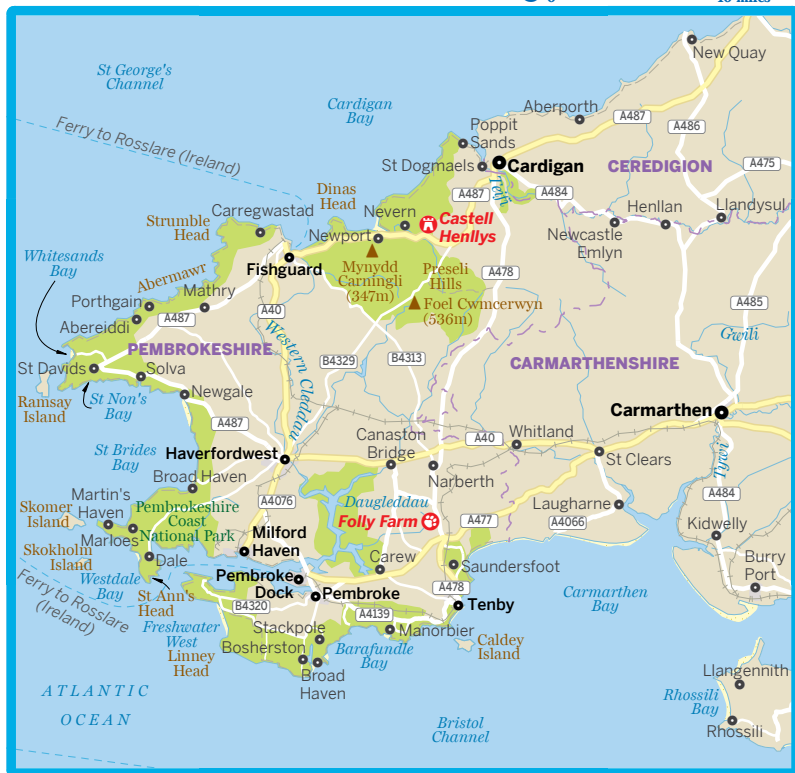 10 miles
St George's
Channel
Cardigan
Bay
New Quay
Aberporth
Poppit
Sands
A487
A486
St Dogmaels
Cardigan
CEREDIGION
A475
Ferry to Rosslare (Ireland)
Dinas
Head
A487
Teifi
A484
Henllan
Llandysul
Strumble
Head
Carregwastad
Nevern
Castell
Henllys
Newport
Newcastle
Emlyn
Whitesands
Bay
Fishguard
Mynydd
Carningli
(347m)
Preseli
Hills
Foel Cwmcerwyn
(536m)
A478
Abermawr
Mathry
Porthgain
Abereiddi
A487
A40
A485
Gwili
PEMBROKESHIRE
Western Cleddau
B4329
B4313
CARMARTHENSHIRE
St Davids
Solva
Ramsay
Island
St Non's
Bay
Newgale
A487
Carmarthen
St Brides
Bay
Haverfordwest
Canaston
Bridge
A40
Whitland
St Clears
Tywi
Broad Haven
Narberth
A4076
Martin's
Haven
Skomer
Island
Pembrokeshire
Coast
National Park
Daugleddau
Folly Farm
A477
Laugharne
A4066
A484
Kidwelly
Marloes
Milford
Haven
Skokholm
Island
Dale
Carew
Saundersfoot
Burry
Port
Westdale
Bay
St Ann's
Head
Pembroke
Dock
Pembroke
A478
Carmarthen
Bay
Ferry to Rosslare
(Ireland)
B4320
A4139
Tenby
Freshwater
West
Stackpole
Manorbier
Caldey
Island
Linney
Head
Bosherston
Barafundle
Bay
Broad
Haven
Llangennith
ATLANTIC
OCEAN
Rhossili
Bay
Bristol
Channel
Rhossili